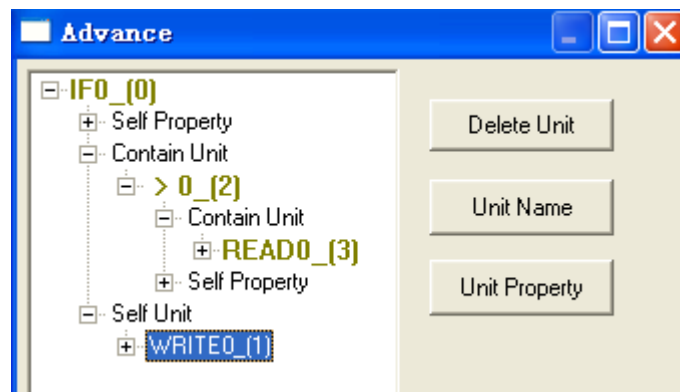 Advance
IF0_(0)
Self Property
Contain Unit
> 0_(2)
Contain Unit
READ0_(3)
Self Property
Self Unit
WRITE0_(1)
Delete Unit
Unit Name
Unit Property